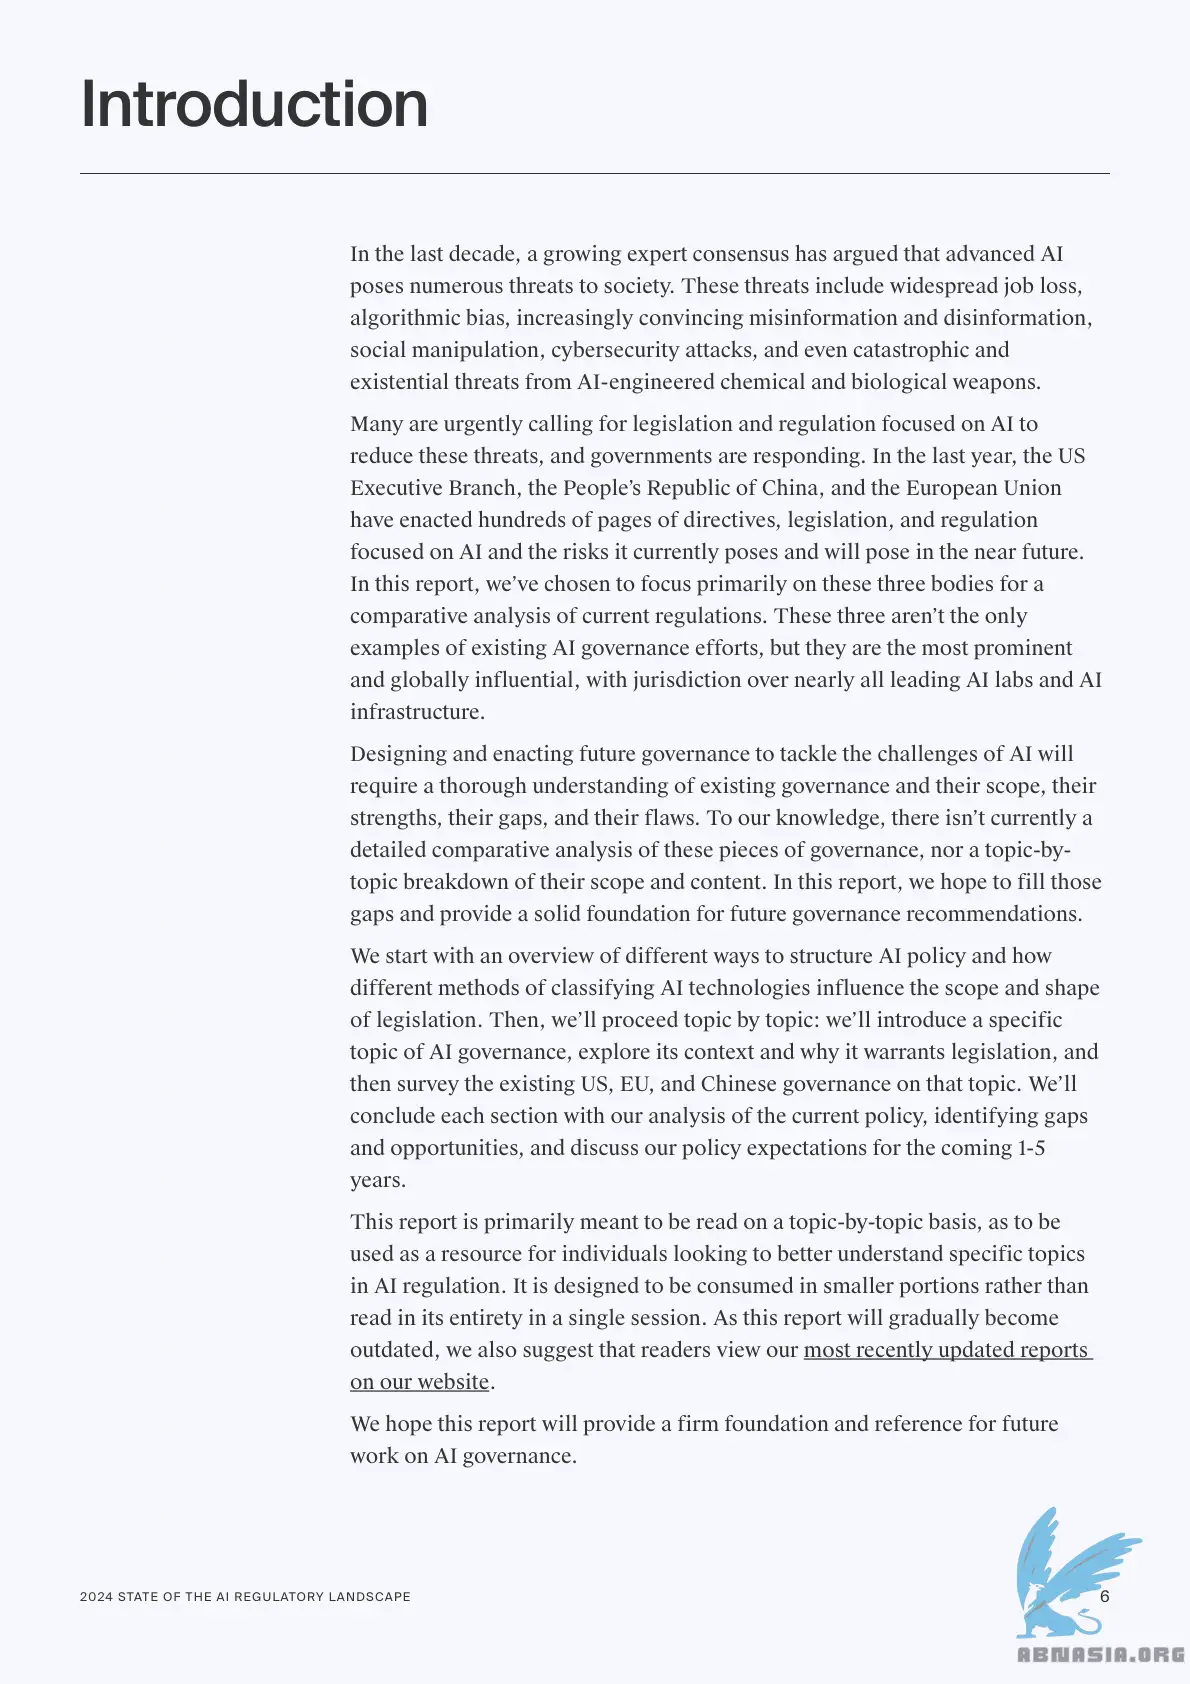 Introduction
In the last decade, a growing expert consensus has argued that advanced AI
poses numerous threats to society. These threats include widespread job loss,
algorithmic bias, increasingly convincing misinformation and disinformation,
social manipulation, cybersecurity attacks, and even catastrophic and
existential threats from AI-engineered chemical and biological weapons.
Many are urgently calling for legislation and regulation focused on AI to
reduce these threats, and governments are responding. In the last year, the US
Executive Branch, the People’s Republic of China, and the European Union
have enacted hundreds of pages of directives, legislation, and regulation
focused on AI and the risks it currently poses and will pose in the near future.
In this report, we’ve chosen to focus primarily on these three bodies for a
comparative analysis of current regulations. These three aren’t the only
examples of existing AI governance efforts, but they are the most prominent
and globally influential, with jurisdiction over nearly all leading AI labs and AI
infrastructure.
Designing and enacting future governance to tackle the challenges of AI will
require a thorough understanding of existing governance and their scope, their
strengths, their gaps, and their flaws. To our knowledge, there isn’t currently a
detailed comparative analysis of these pieces of governance, nor a topic-by-
topic breakdown of their scope and content. In this report, we hope to fill those
gaps and provide a solid foundation for future governance recommendations.
We start with an overview of different ways to structure AI policy and how
different methods of classifying AI technologies influence the scope and shape
of legislation. Then, we’ll proceed topic by topic: we’ll introduce a specific
topic of AI governance, explore its context and why it warrants legislation, and
then survey the existing US, EU, and Chinese governance on that topic. We’ll
conclude each section with our analysis of the current policy, identifying gaps
and opportunities, and discuss our policy expectations for the coming 1-5
years.
This report is primarily meant to be read on a topic-by-topic basis, as to be
used as a resource for individuals looking to better understand specific topics
in AI regulation. It is designed to be consumed in smaller portions rather than
read in its entirety in a single session. As this report will gradually become
outdated, we also suggest that readers view our most recently updated reports
on our website.
We hope this report will provide a firm foundation and reference for future
work on AI governance.
2024 STATE OF THE AI REGULATORY LANDSCAPE
6
ABNASIA.ORG